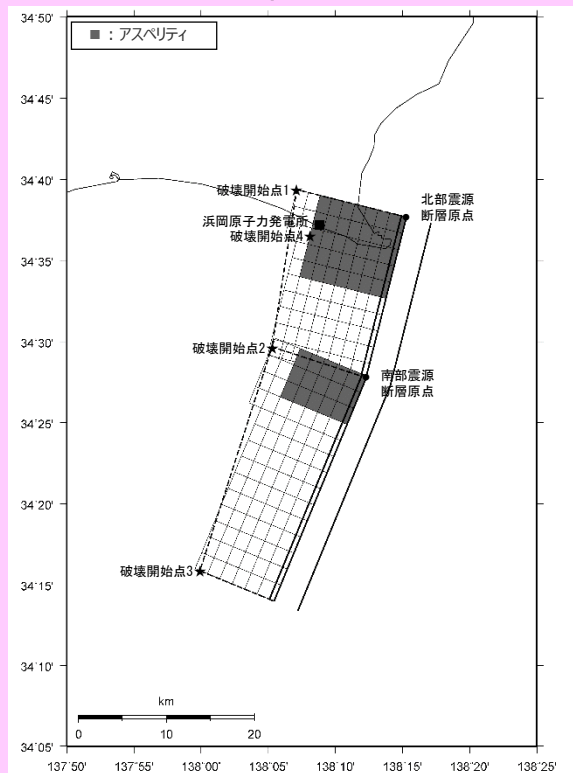 ■ : アスペリティ
34˚50'
34˚45'
34˚40'
34˚35'
34˚30'
34˚25'
34˚20'
34˚15'
34˚10'
34˚05'
破壊開始点1
北部震源
断層原点
浜岡原子力発電所
破壊開始点4
破壊開始点2
南部震源
断層原点
破壊開始点3
km
0 10 20
137˚50' 137˚55' 138˚00' 138˚05' 138˚10' 138˚15' 138˚20' 138˚25'